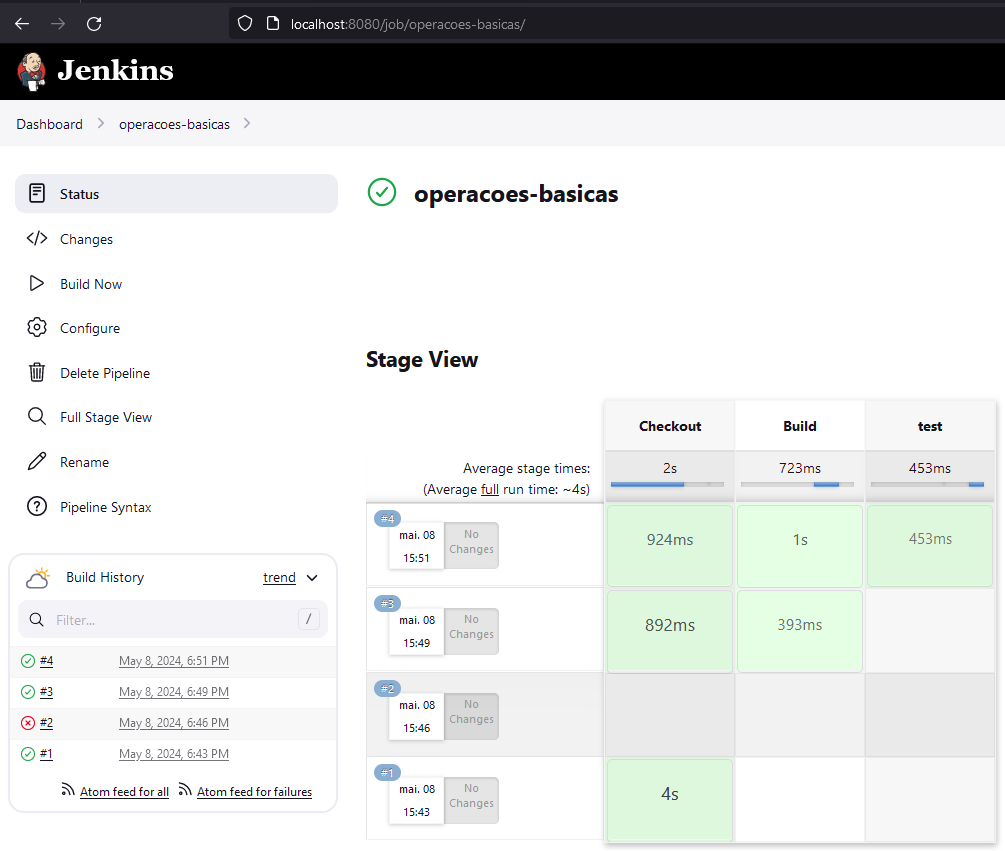 localhost:8080/job/operacoes-basicas/
Jenkins
Dashboard
operacoes-basicas
Status
Changes
Build Now
Configure
Delete Pipeline
Full Stage View
Rename
Pipeline Syntax
Build History
trend
Filter...
/
#4 May 8, 2024, 6:51 PM
#3 May 8, 2024, 6:49 PM
#2 May 8, 2024, 6:46 PM
#1 May 8, 2024, 6:43 PM
Atom feed for all Atom feed for failures
operacoes-basicas
Stage View
Checkout Build test
Average stage times: 2s 723ms 453ms
(Average full run time: ~4s)
#4
mai. 08
15:51
No
Changes
924ms 1s 453ms
#3
mai. 08
15:49
No
Changes
892ms 393ms
#2
mai. 08
15:46
No
Changes
#1
mai. 08
15:43
No
Changes
4s